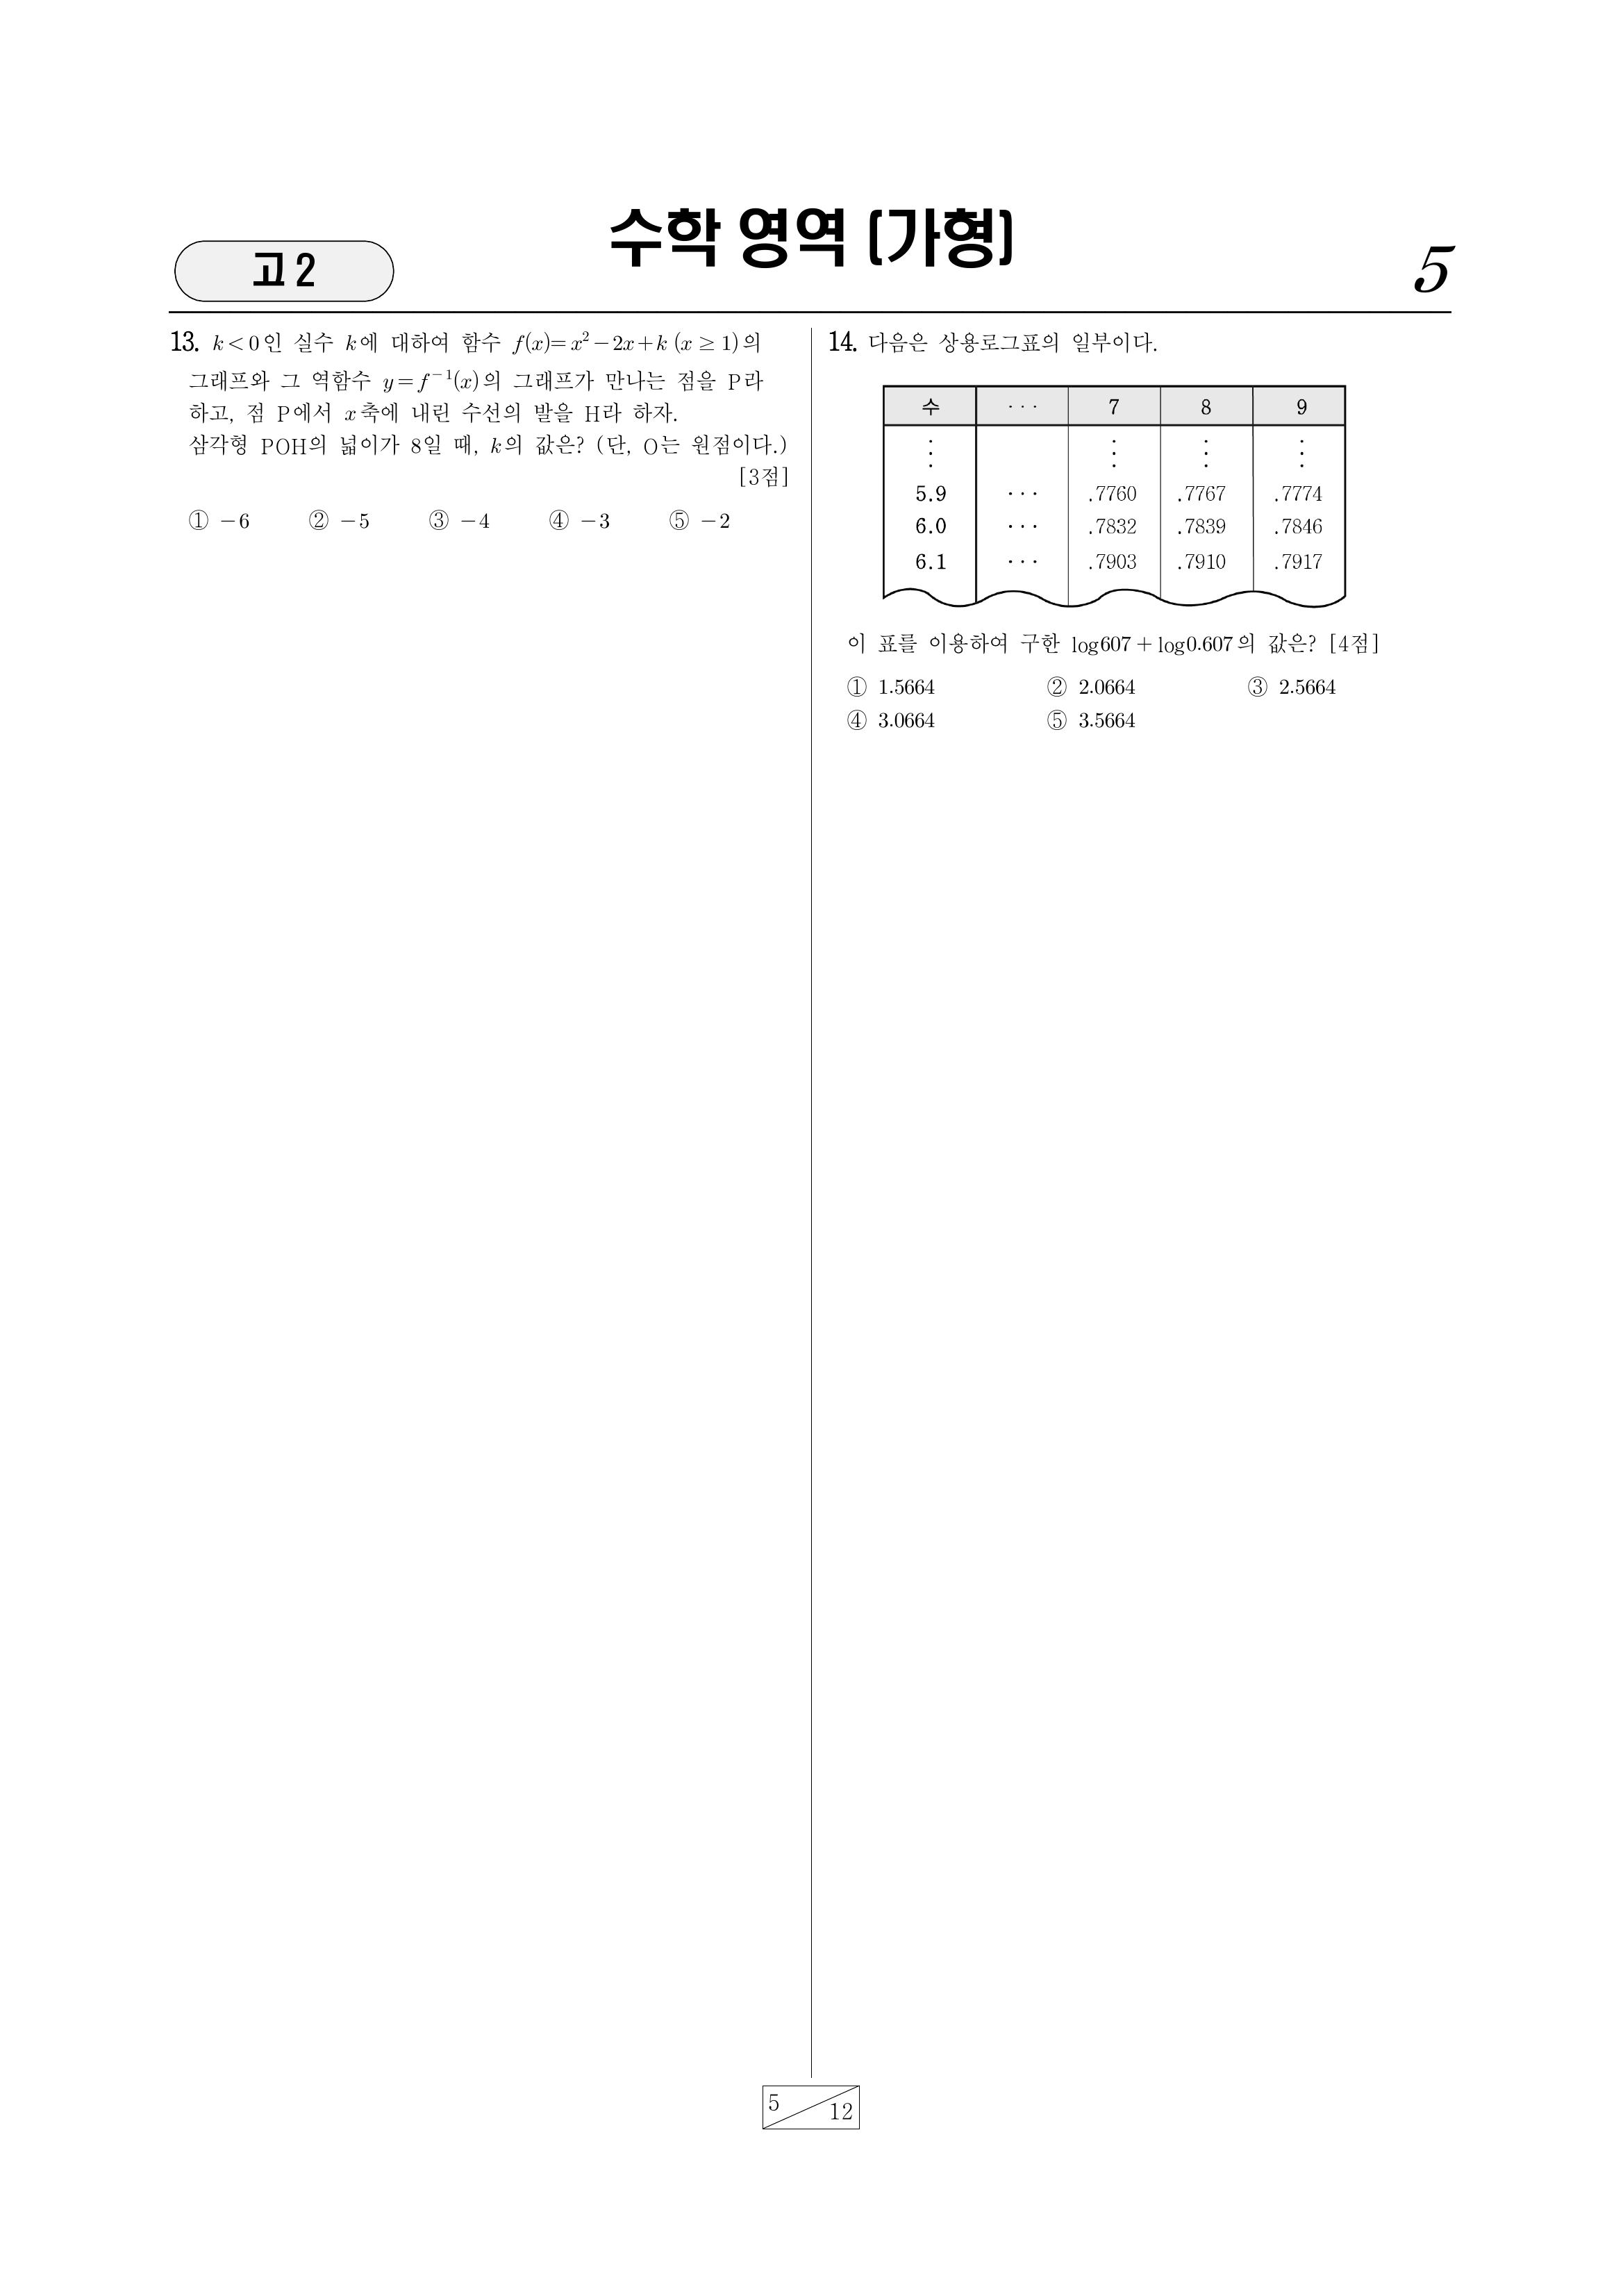 수학 영역 (가형)
고2
5
13. k<0인 실수 k에 대하여 함수 f(x)=x²-2x+k (x≥1)의
그래프와 그 역함수 y=f⁻¹(x)의 그래프가 만나는 점을 P라
하고, 점 P에서 x축에 내린 수선의 발을 H라 하자.
삼각형 POH의 넓이가 8일 때, k의 값은? (단, O는 원점이다.)
[3점]
① -6 ② -5 ③ -4 ④ -3 ⑤ -2
14. 다음은 상용로그표의 일부이다.
수 ··· 7 8 9
⋮ ⋮ ⋮ ⋮
5.9 ··· .7760 .7767 .7774
6.0 ··· .7832 .7839 .7846
6.1 ··· .7903 .7910 .7917
이 표를 이용하여 구한 log607+log0.607의 값은? [4점]
① 1.5664 ② 2.0664 ③ 2.5664
④ 3.0664 ⑤ 3.5664
5 12